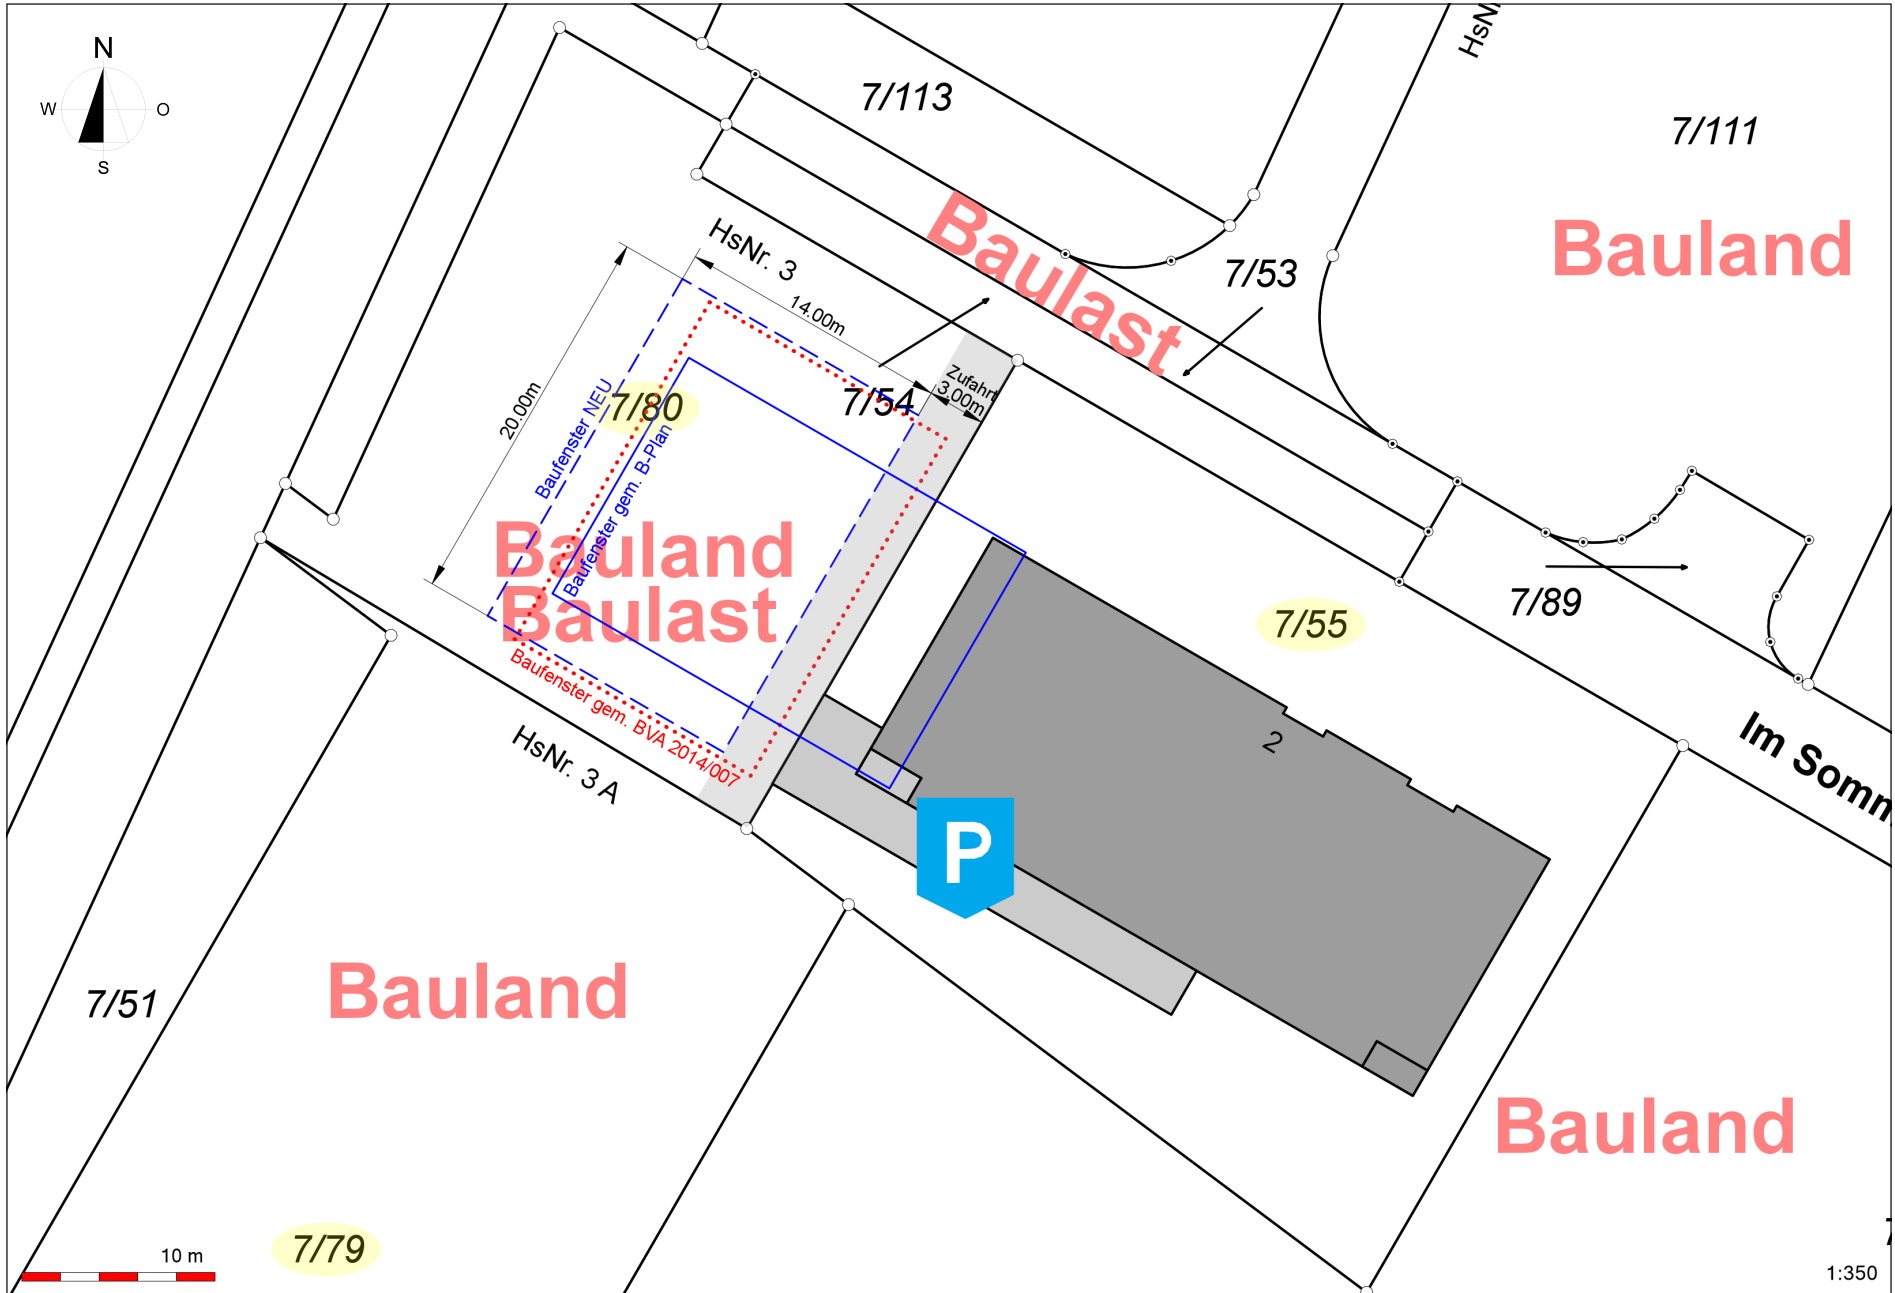 N
W
O
S
HsNr
7/113
7/111
HsNr. 3
Baulast
7/53
Bauland
14.00m
20.00m
Zufahrt
3.00m
7/80
7/54
Baufenster NEU
Baufenster gem. B-Plan
Bauland
Baulast
Baufenster gem. BVA 2014/007
7/55
7/89
HsNr. 3 A
2
Im Somm
P
7/51
Bauland
Bauland
7/79
10 m
1:350